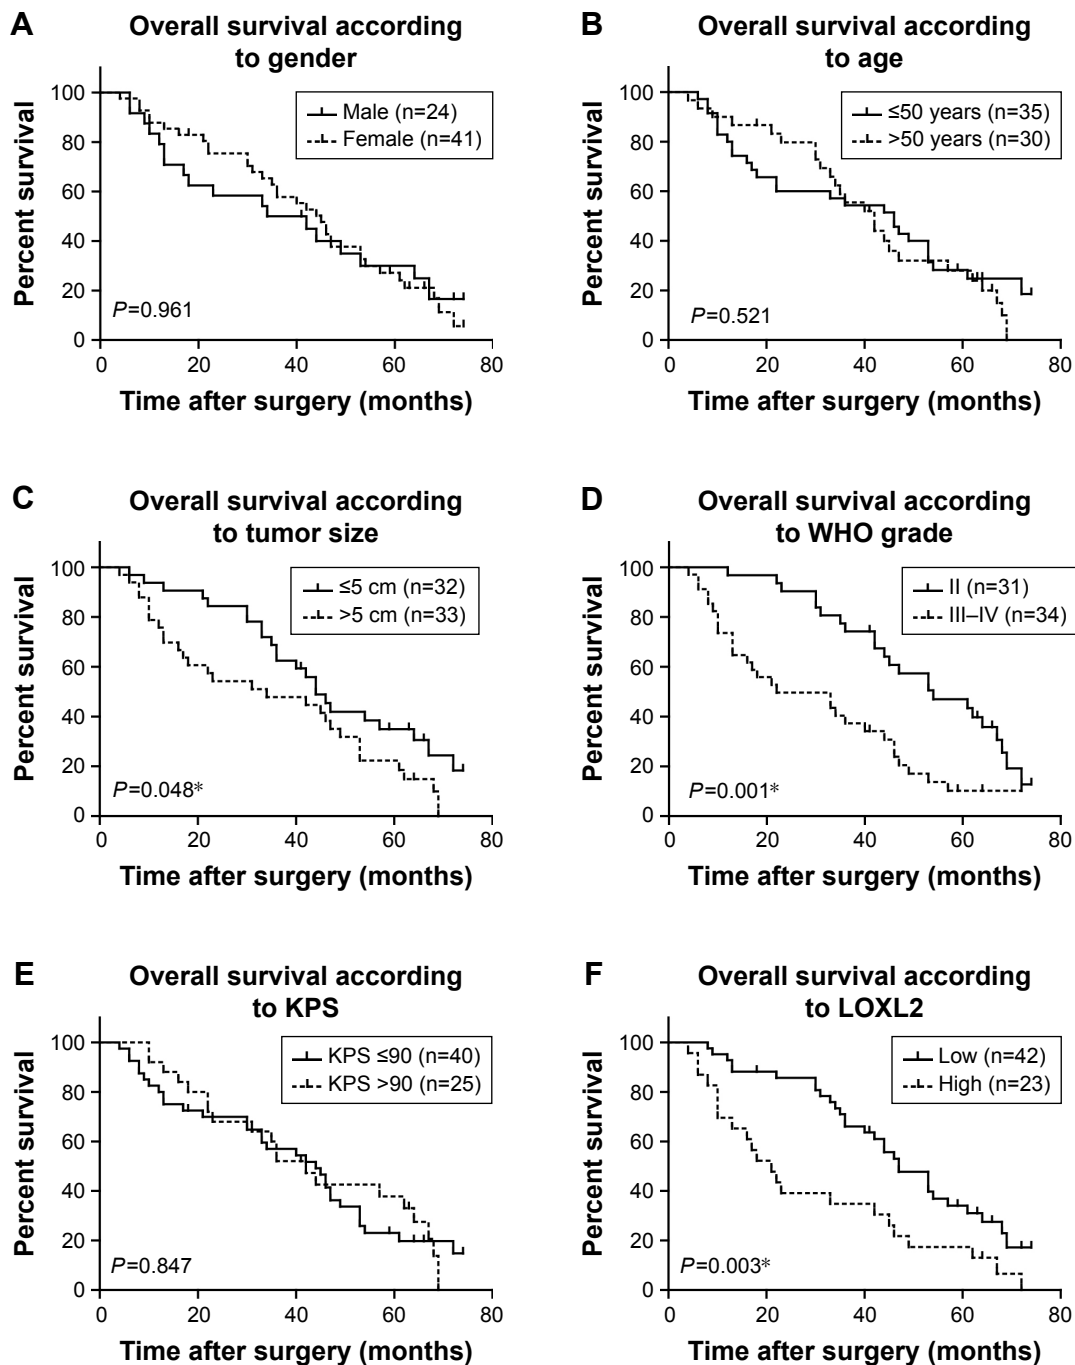 A
Overall survival according
to gender
Percent survival
100
80
60
40
20
0
Male (n=24)
Female (n=41)
P=0.961
0 20 40 60 80
Time after surgery (months)
B
Overall survival according
to age
Percent survival
100
80
60
40
20
0
≤50 years (n=35)
>50 years (n=30)
P=0.521
0 20 40 60 80
Time after surgery (months)
C
Overall survival according
to tumor size
Percent survival
100
80
60
40
20
0
≤5 cm (n=32)
>5 cm (n=33)
P=0.048*
0 20 40 60 80
Time after surgery (months)
D
Overall survival according
to WHO grade
Percent survival
100
80
60
40
20
0
II (n=31)
III–IV (n=34)
P=0.001*
0 20 40 60 80
Time after surgery (months)
E
Overall survival according
to KPS
Percent survival
100
80
60
40
20
0
KPS ≤90 (n=40)
KPS >90 (n=25)
P=0.847
0 20 40 60 80
Time after surgery (months)
F
Overall survival according
to LOXL2
Percent survival
100
80
60
40
20
0
Low (n=42)
High (n=23)
P=0.003*
0 20 40 60 80
Time after surgery (months)